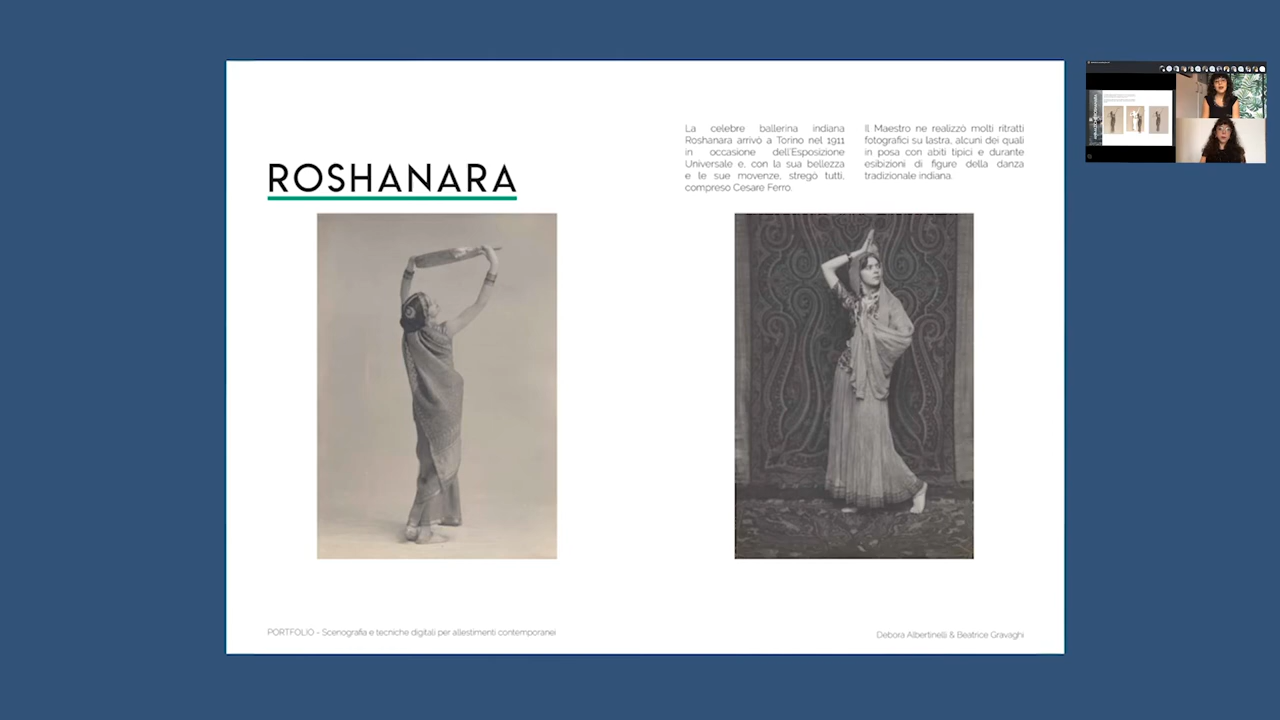 ROSHANARA
La celebre ballerina indiana
Roshanara arrivò a Torino nel 1911
in occasione dell'Esposizione
Universale e, con la sua bellezza
e le sue movenze, stregò tutti,
compreso Cesare Ferro.
Il Maestro ne realizzò molti ritratti
fotografici su lastra, alcuni dei quali
in posa con abiti tipici e durante
esibizioni di figure della danza
tradizionale indiana.
PORTFOLIO - Scenografia e tecniche digitali per allestimenti contemporanei
Debora Albertinelli & Beatrice Gravaghi